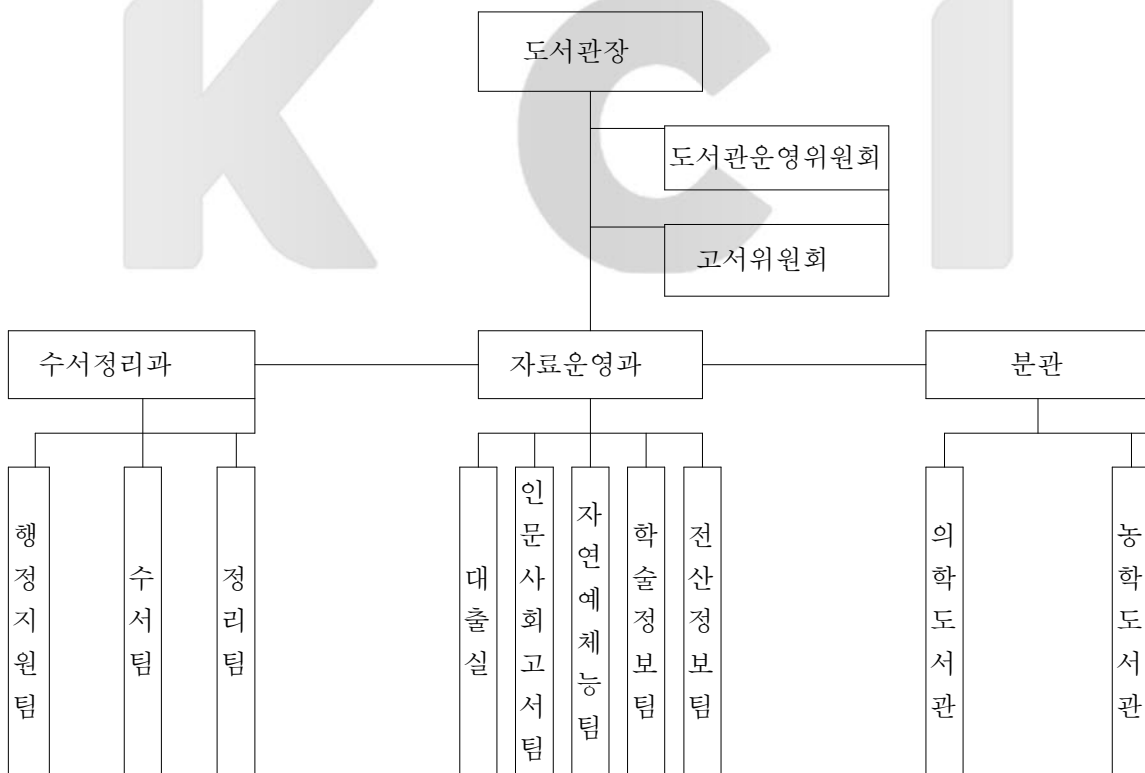 KCI
도서관장
도서관운영위원회
고서위원회
수서정리과
자료운영과
분관
행정지원팀
수서팀
정리팀
대출실
인문사회고서팀
자연예체능팀
학술정보팀
전산정보팀
의학도서관
농학도서관